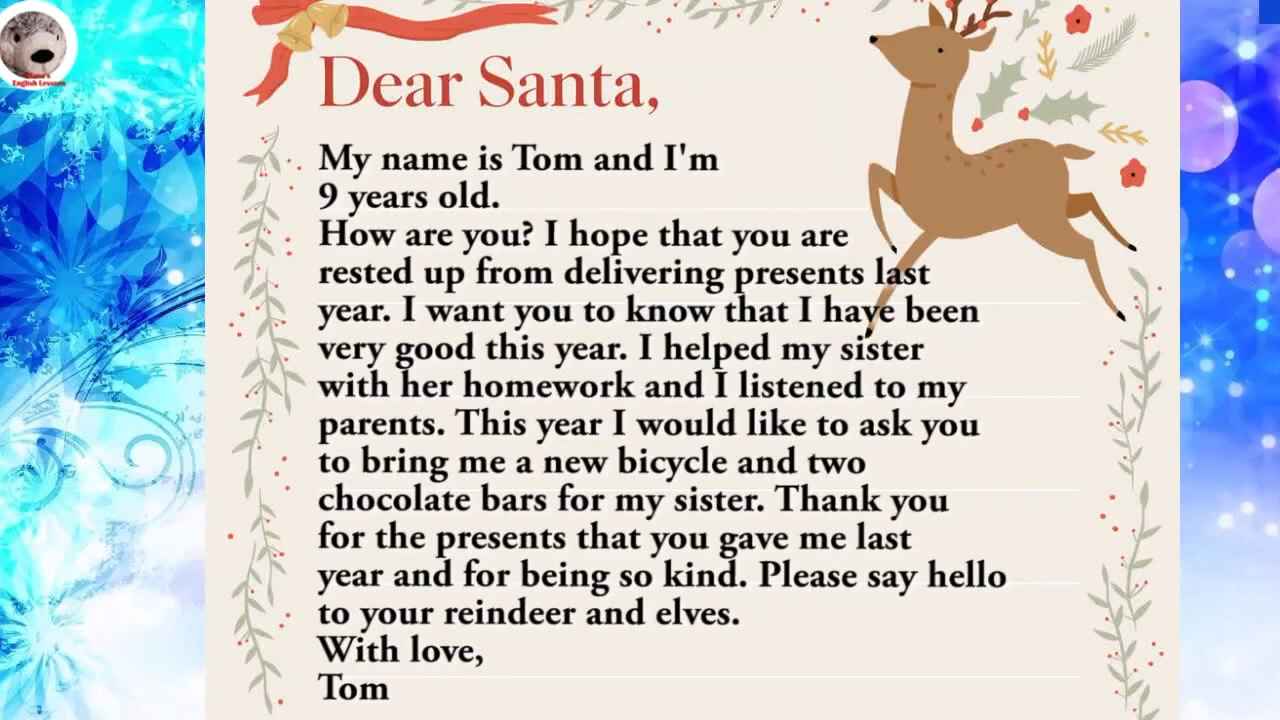 Dear Santa,
My name is Tom and I'm
9 years old.
How are you? I hope that you are
rested up from delivering presents last
year. I want you to know that I have been
very good this year. I helped my sister
with her homework and I listened to my
parents. This year I would like to ask you
to bring me a new bicycle and two
chocolate bars for my sister. Thank you
for the presents that you gave me last
year and for being so kind. Please say hello
to your reindeer and elves.
With love,
Tom
English Lessons